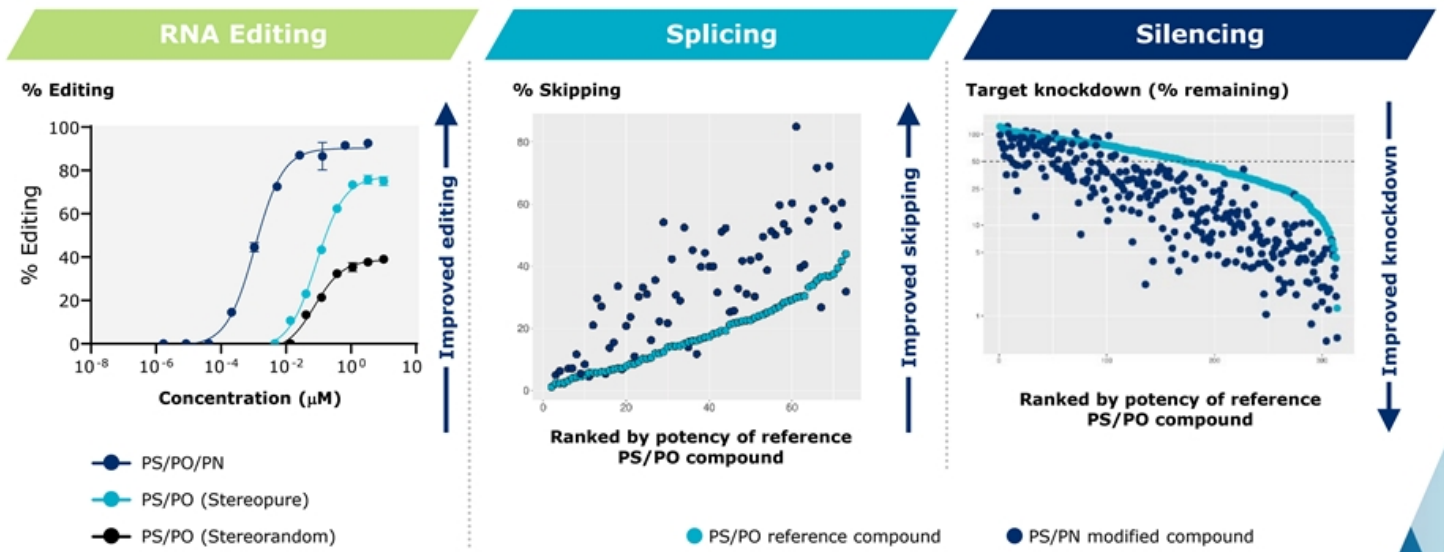 RNA Editing
Splicing
Silencing
% Editing
% Editing
100
80
60
40
20
0
10⁻⁸
10⁻⁶
10⁻⁴
10⁻²
10⁰
10
Concentration (μM)
Improved editing
PS/PO/PN
PS/PO (Stereopure)
PS/PO (Stereorandom)
% Skipping
80
60
40
20
0
0
20
40
60
Ranked by potency of reference
PS/PO compound
Improved skipping
Target knockdown (% remaining)
100
50
25
10
5
0
100
200
300
Ranked by potency of reference
PS/PO compound
Improved knockdown
PS/PO reference compound
PS/PN modified compound